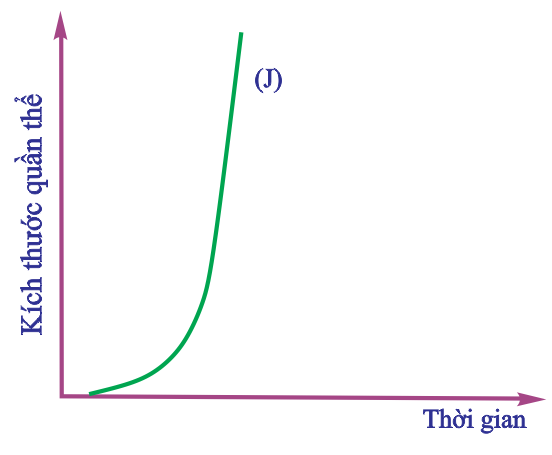 (J)
Kích thước quần thể
Thời gian